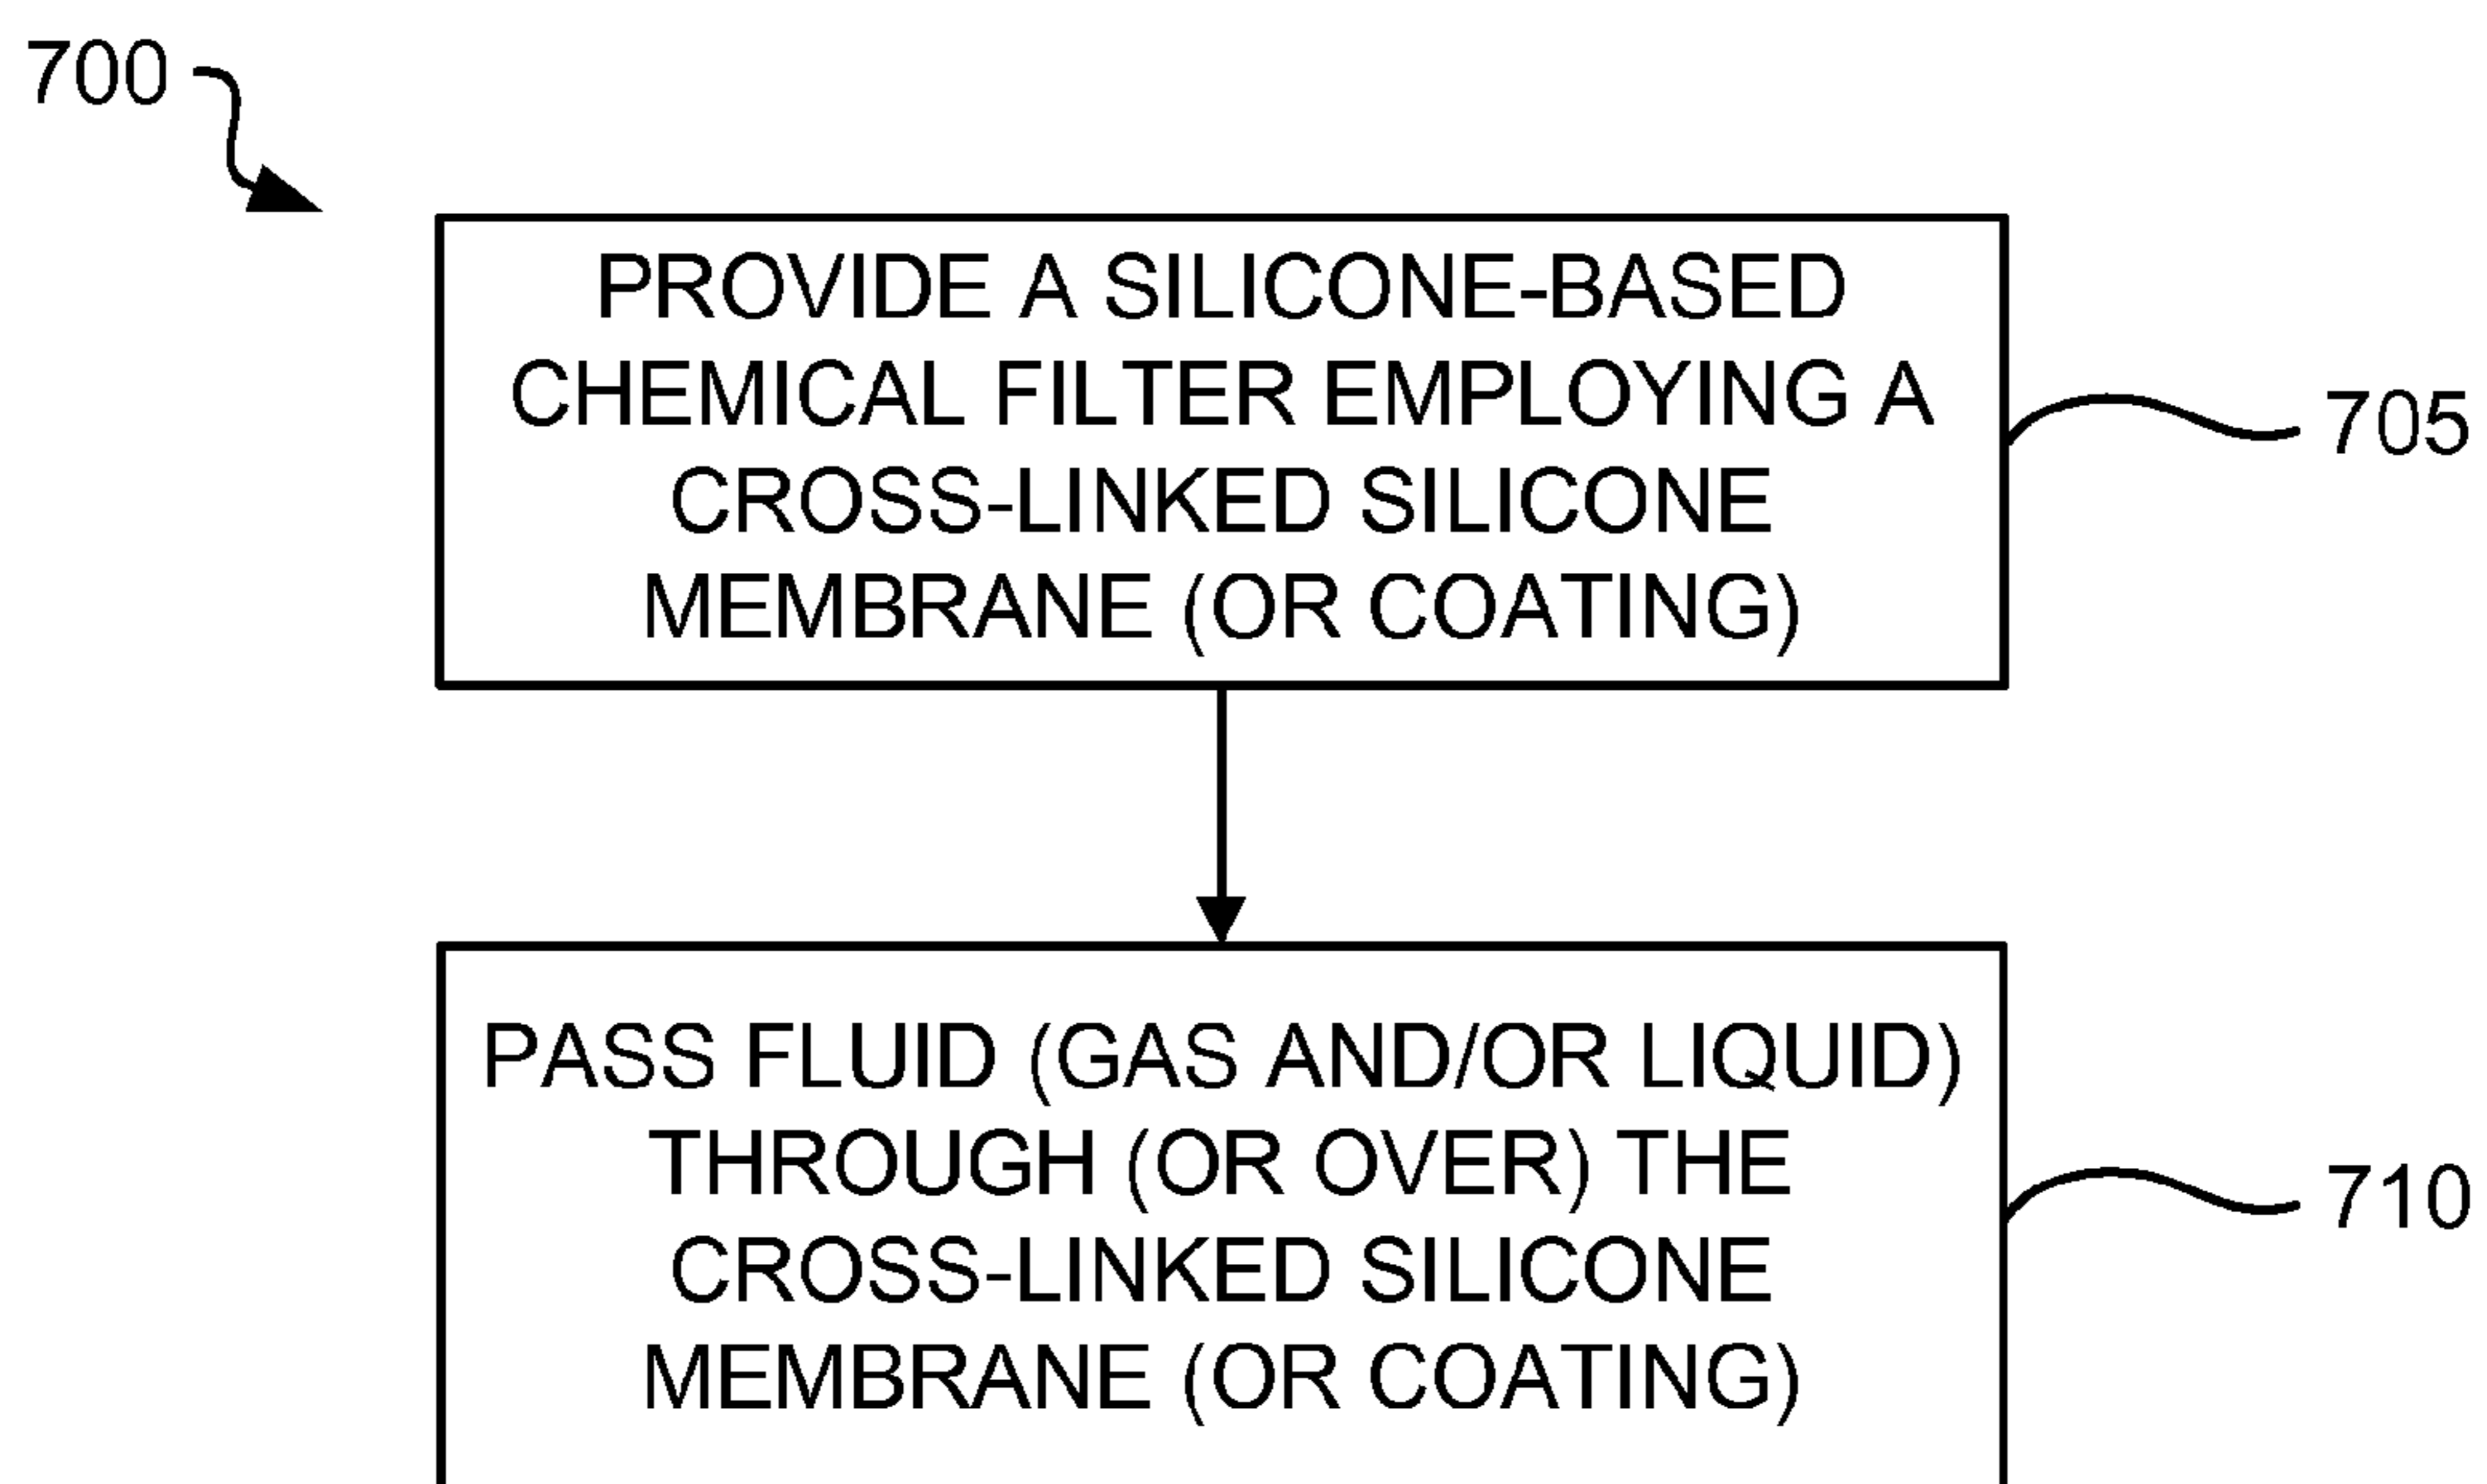 700
PROVIDE A SILICONE-BASED
CHEMICAL FILTER EMPLOYING A
CROSS-LINKED SILICONE
MEMBRANE (OR COATING)
705
PASS FLUID (GAS AND/OR LIQUID)
THROUGH (OR OVER) THE
CROSS-LINKED SILICONE
MEMBRANE (OR COATING)
710